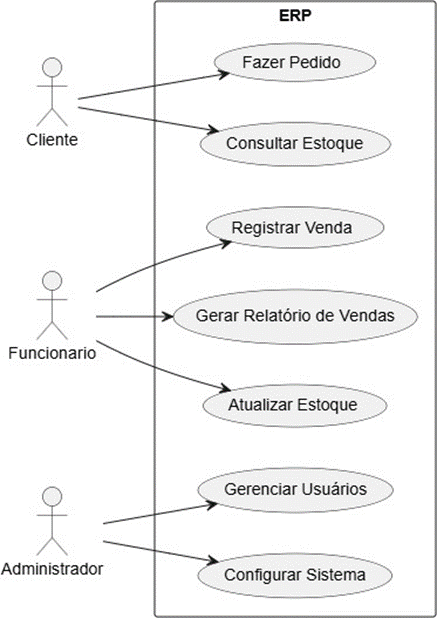 ERP
Fazer Pedido
Cliente
Consultar Estoque
Registrar Venda
Funcionario
Gerar Relatório de Vendas
Atualizar Estoque
Gerenciar Usuários
Administrador
Configurar Sistema